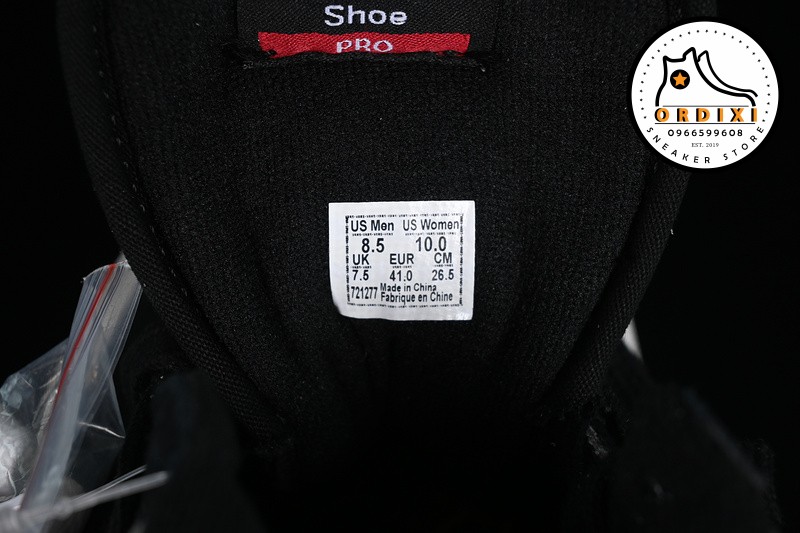 Shoe
PRO
ORDIXI
0966599608
SNEAKER STORE
EST. 2019
US Men US Women
8.5 10.0
UK EUR CM
7.5 41.0 26.5
721277 Made in China
Fabrique en Chine